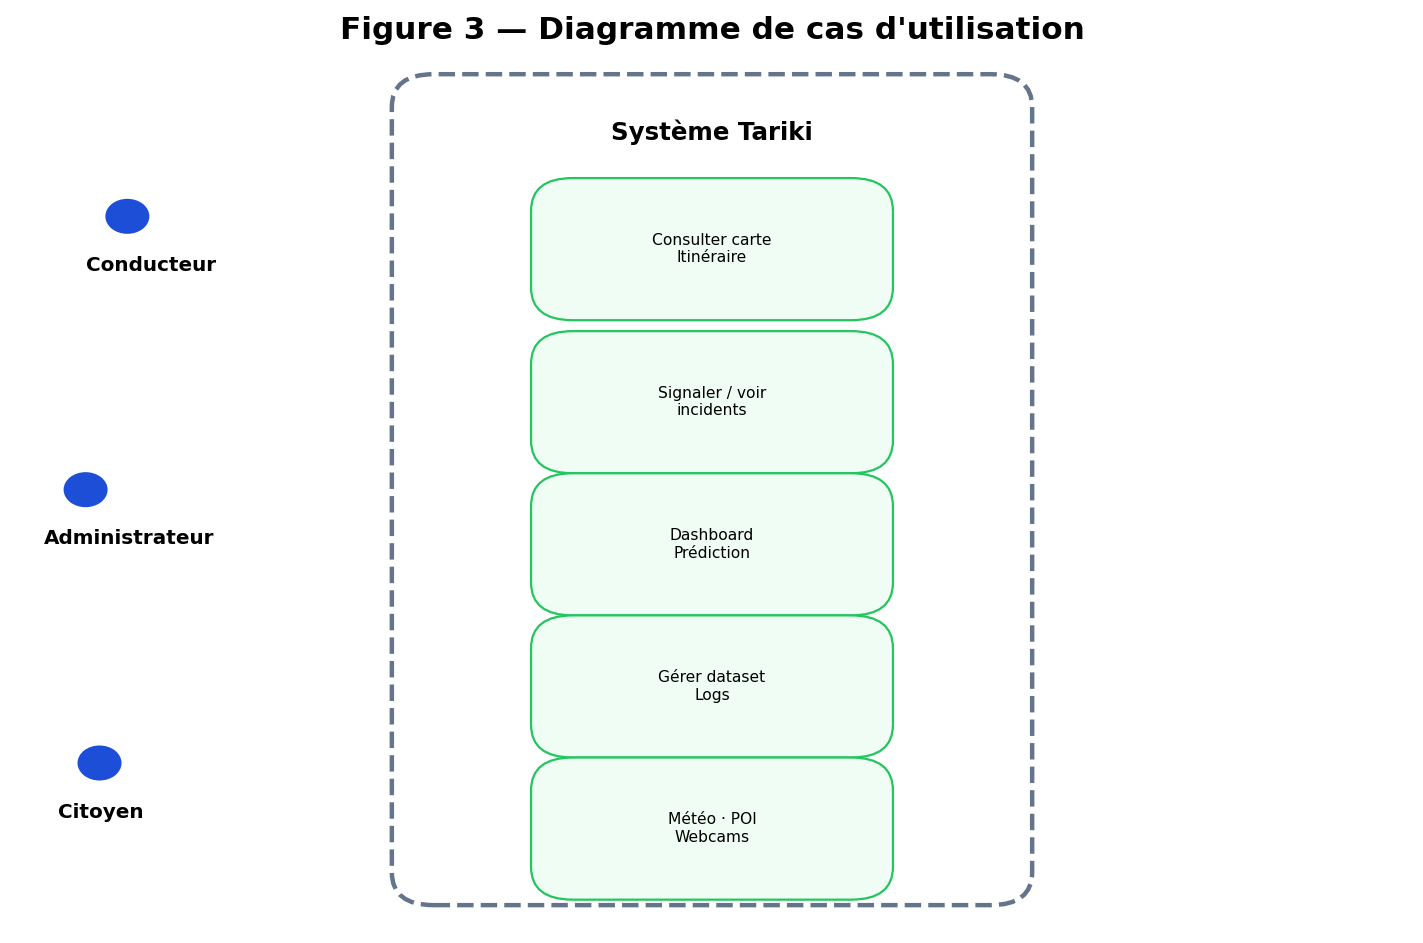 Figure 3 — Diagramme de cas d'utilisation
Système Tariki
Conducteur
Administrateur
Citoyen
Consulter carte
Itinéraire
Signaler / voir
incidents
Dashboard
Prédiction
Gérer dataset
Logs
Météo · POI
Webcams